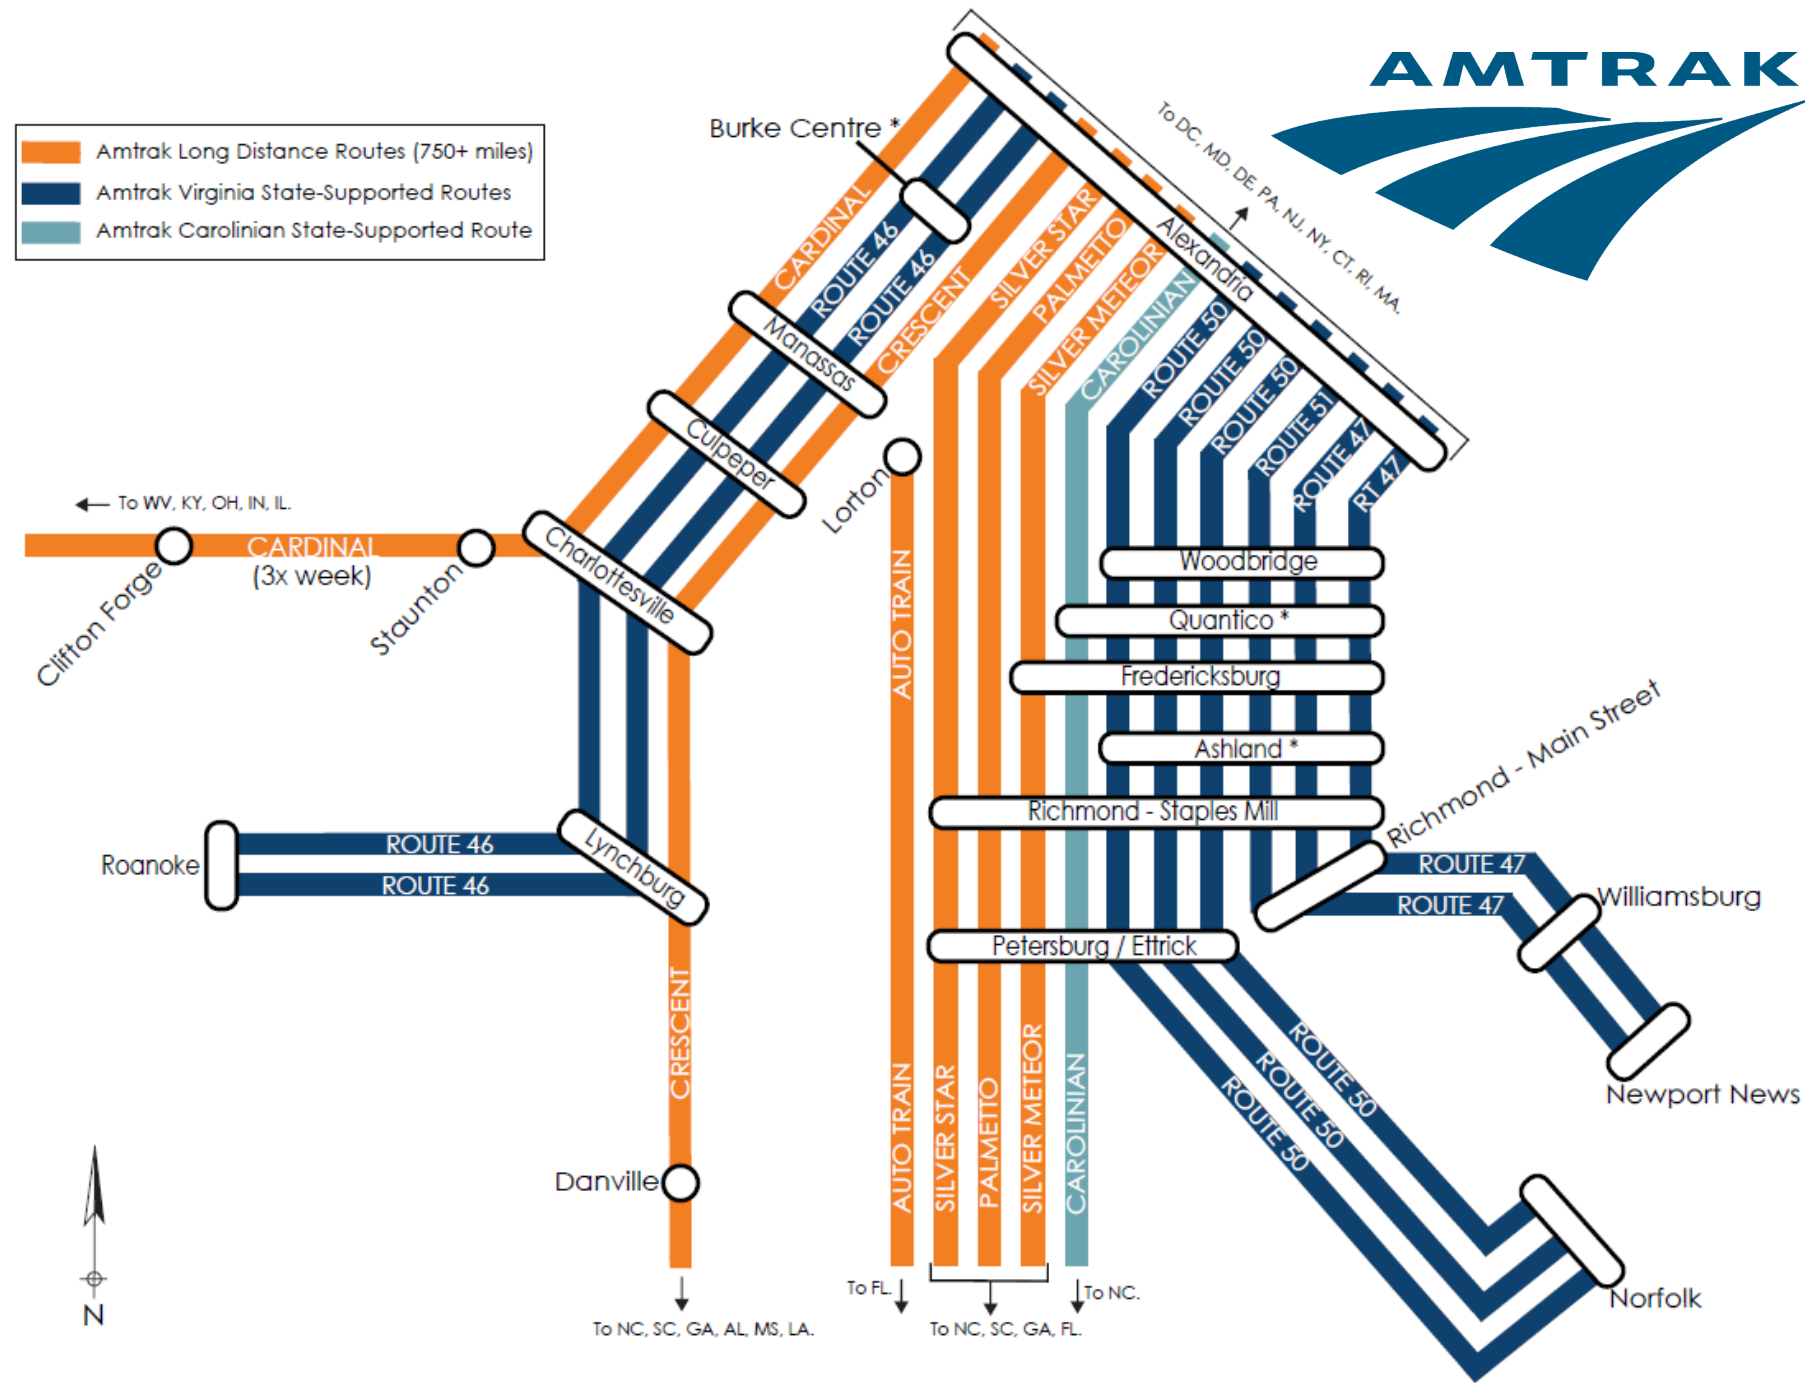 AMTRAK
Amtrak Long Distance Routes (750+ miles)
Amtrak Virginia State-Supported Routes
Amtrak Carolinian State-Supported Route
Burke Centre *
To DC, MD, DE, PA, NJ, NY, CT, RI, MA.
Alexandria
CARDINAL
ROUTE 46
ROUTE 46
CRESCENT
SILVER STAR
PALMETTO
SILVER METEOR
CAROLINIAN
ROUTE 50
ROUTE 50
ROUTE 50
ROUTE 51
ROUTE 47
RT 47
Manassas
Culpeper
Lorton
To WV, KY, OH, IN, IL.
CARDINAL
(3x week)
Clifton Forge
Staunton
Charlottesville
AUTO TRAIN
Woodbridge
Quantico *
Fredericksburg
Ashland *
Richmond - Staples Mill
Richmond - Main Street
Roanoke
ROUTE 46
ROUTE 46
Lynchburg
ROUTE 47
ROUTE 47
Williamsburg
Petersburg / Ettrick
Newport News
CRESCENT
AUTO TRAIN
SILVER STAR
PALMETTO
SILVER METEOR
CAROLINIAN
ROUTE 50
ROUTE 50
ROUTE 50
Danville
Norfolk
N
To FL.
To NC.
To NC, SC, GA, AL, MS, LA.
To NC, SC, GA, FL.